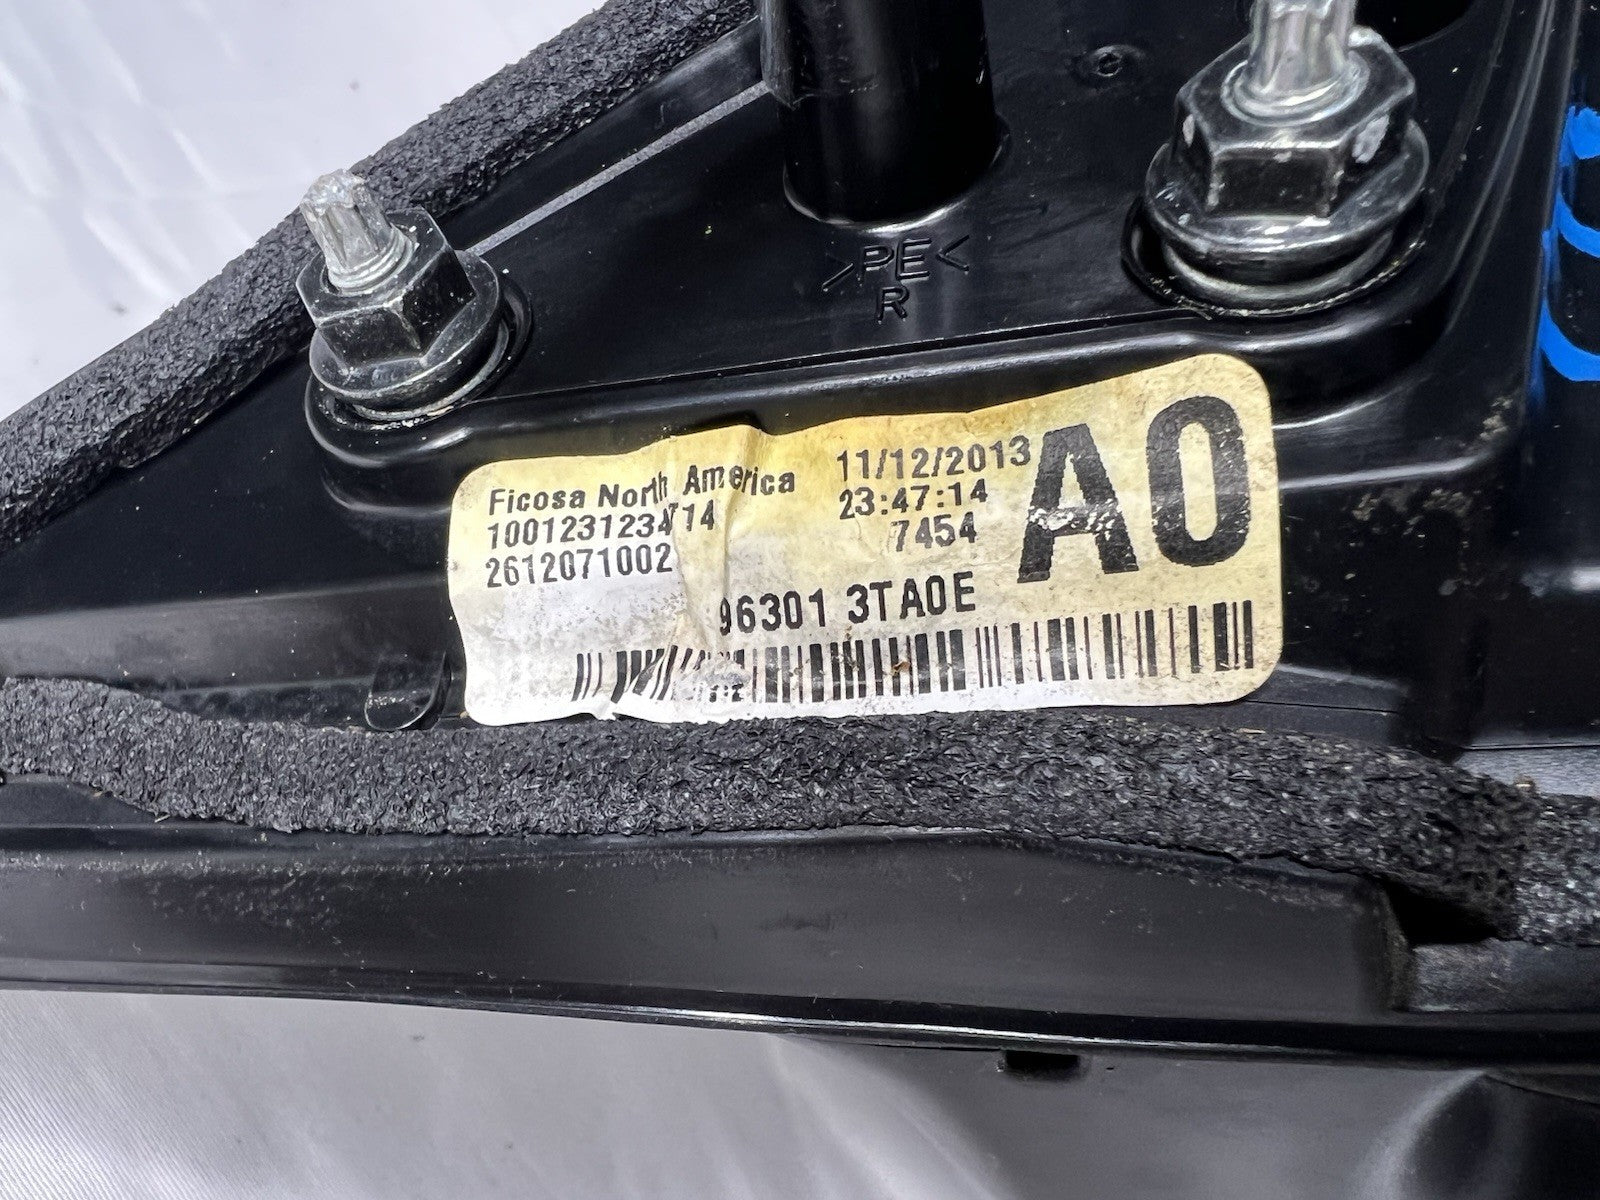 >PE<
R
Ficosa North America
11/12/2013
A0
23:47:14
7454
2612071002
96301 3TA0E